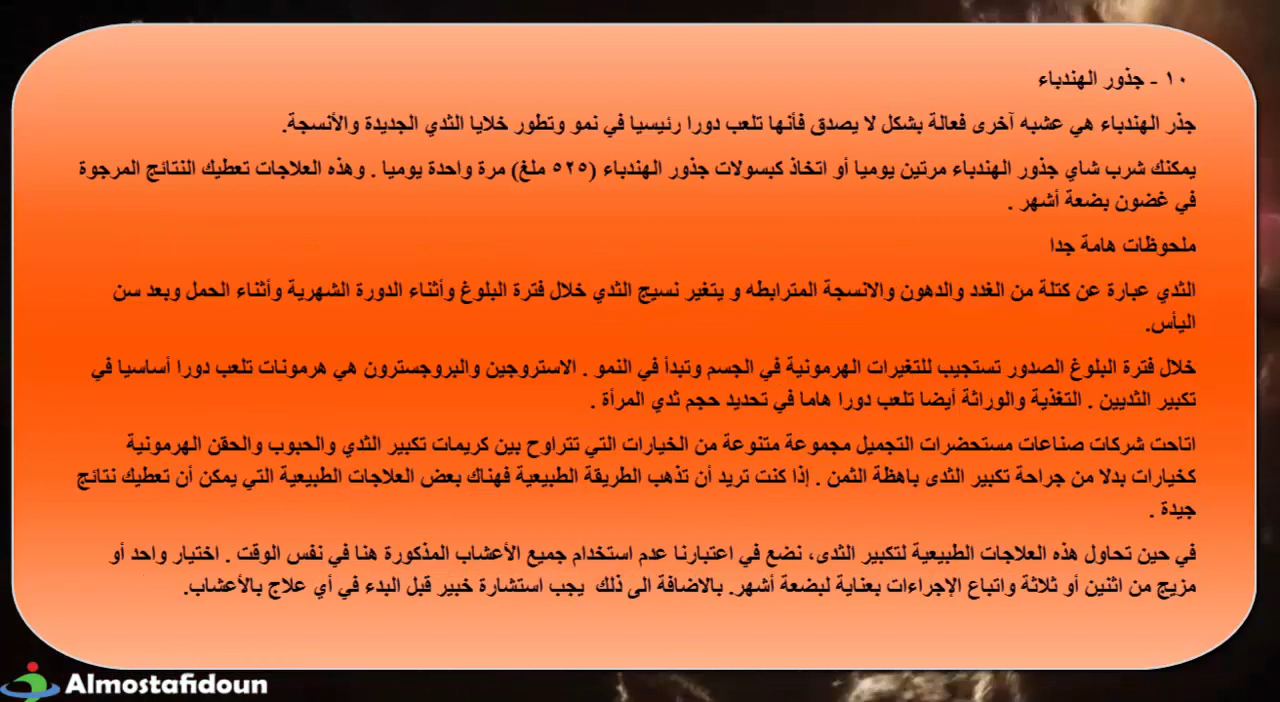 ١٠ - جذور الهندباء
جذر الهندباء هي عشبه آخرى فعالة بشكل لا يصدق فأنها تلعب دورا رئيسيا في نمو وتطور خلايا الثدي الجديدة والأنسجة.
يمكنك شرب شاي جذور الهندباء مرتين يوميا أو اتخاذ كبسولات جذور الهندباء (٥٢٥ ملغ) مرة واحدة يوميا . وهذه العلاجات تعطيك النتائج المرجوة
في غضون بضعة أشهر .
ملحوظات هامة جدا
الثدي عبارة عن كتلة من الغدد والدهون والانسجة المترابطه و يتغير نسيج الثدي خلال فترة البلوغ وأثناء الدورة الشهرية وأثناء الحمل وبعد سن
اليأس.
خلال فترة البلوغ الصدور تستجيب للتغيرات الهرمونية في الجسم وتبدأ في النمو . الاستروجين والبروجسترون هي هرمونات تلعب دورا أساسيا في
تكبير الثديين . التغذية والوراثة أيضا تلعب دورا هاما في تحديد حجم ثدي المرأة .
اتاحت شركات صناعات مستحضرات التجميل مجموعة متنوعة من الخيارات التي تتراوح بين كريمات تكبير الثدي والحبوب والحقن الهرمونية
كخيارات بدلا من جراحة تكبير الثدى باهظة الثمن . إذا كنت تريد أن تذهب الطريقة الطبيعية فهناك بعض العلاجات الطبيعية التي يمكن أن تعطيك نتائج
جيدة .
في حين تحاول هذه العلاجات الطبيعية لتكبير الثدى، نضع في اعتبارنا عدم استخدام جميع الأعشاب المذكورة هنا في نفس الوقت . اختيار واحد أو
مزيج من اثنين أو ثلاثة واتباع الإجراءات بعناية لبضعة أشهر. بالاضافة الى ذلك يجب استشارة خبير قبل البدء في أي علاج بالأعشاب.
Almostafidoun